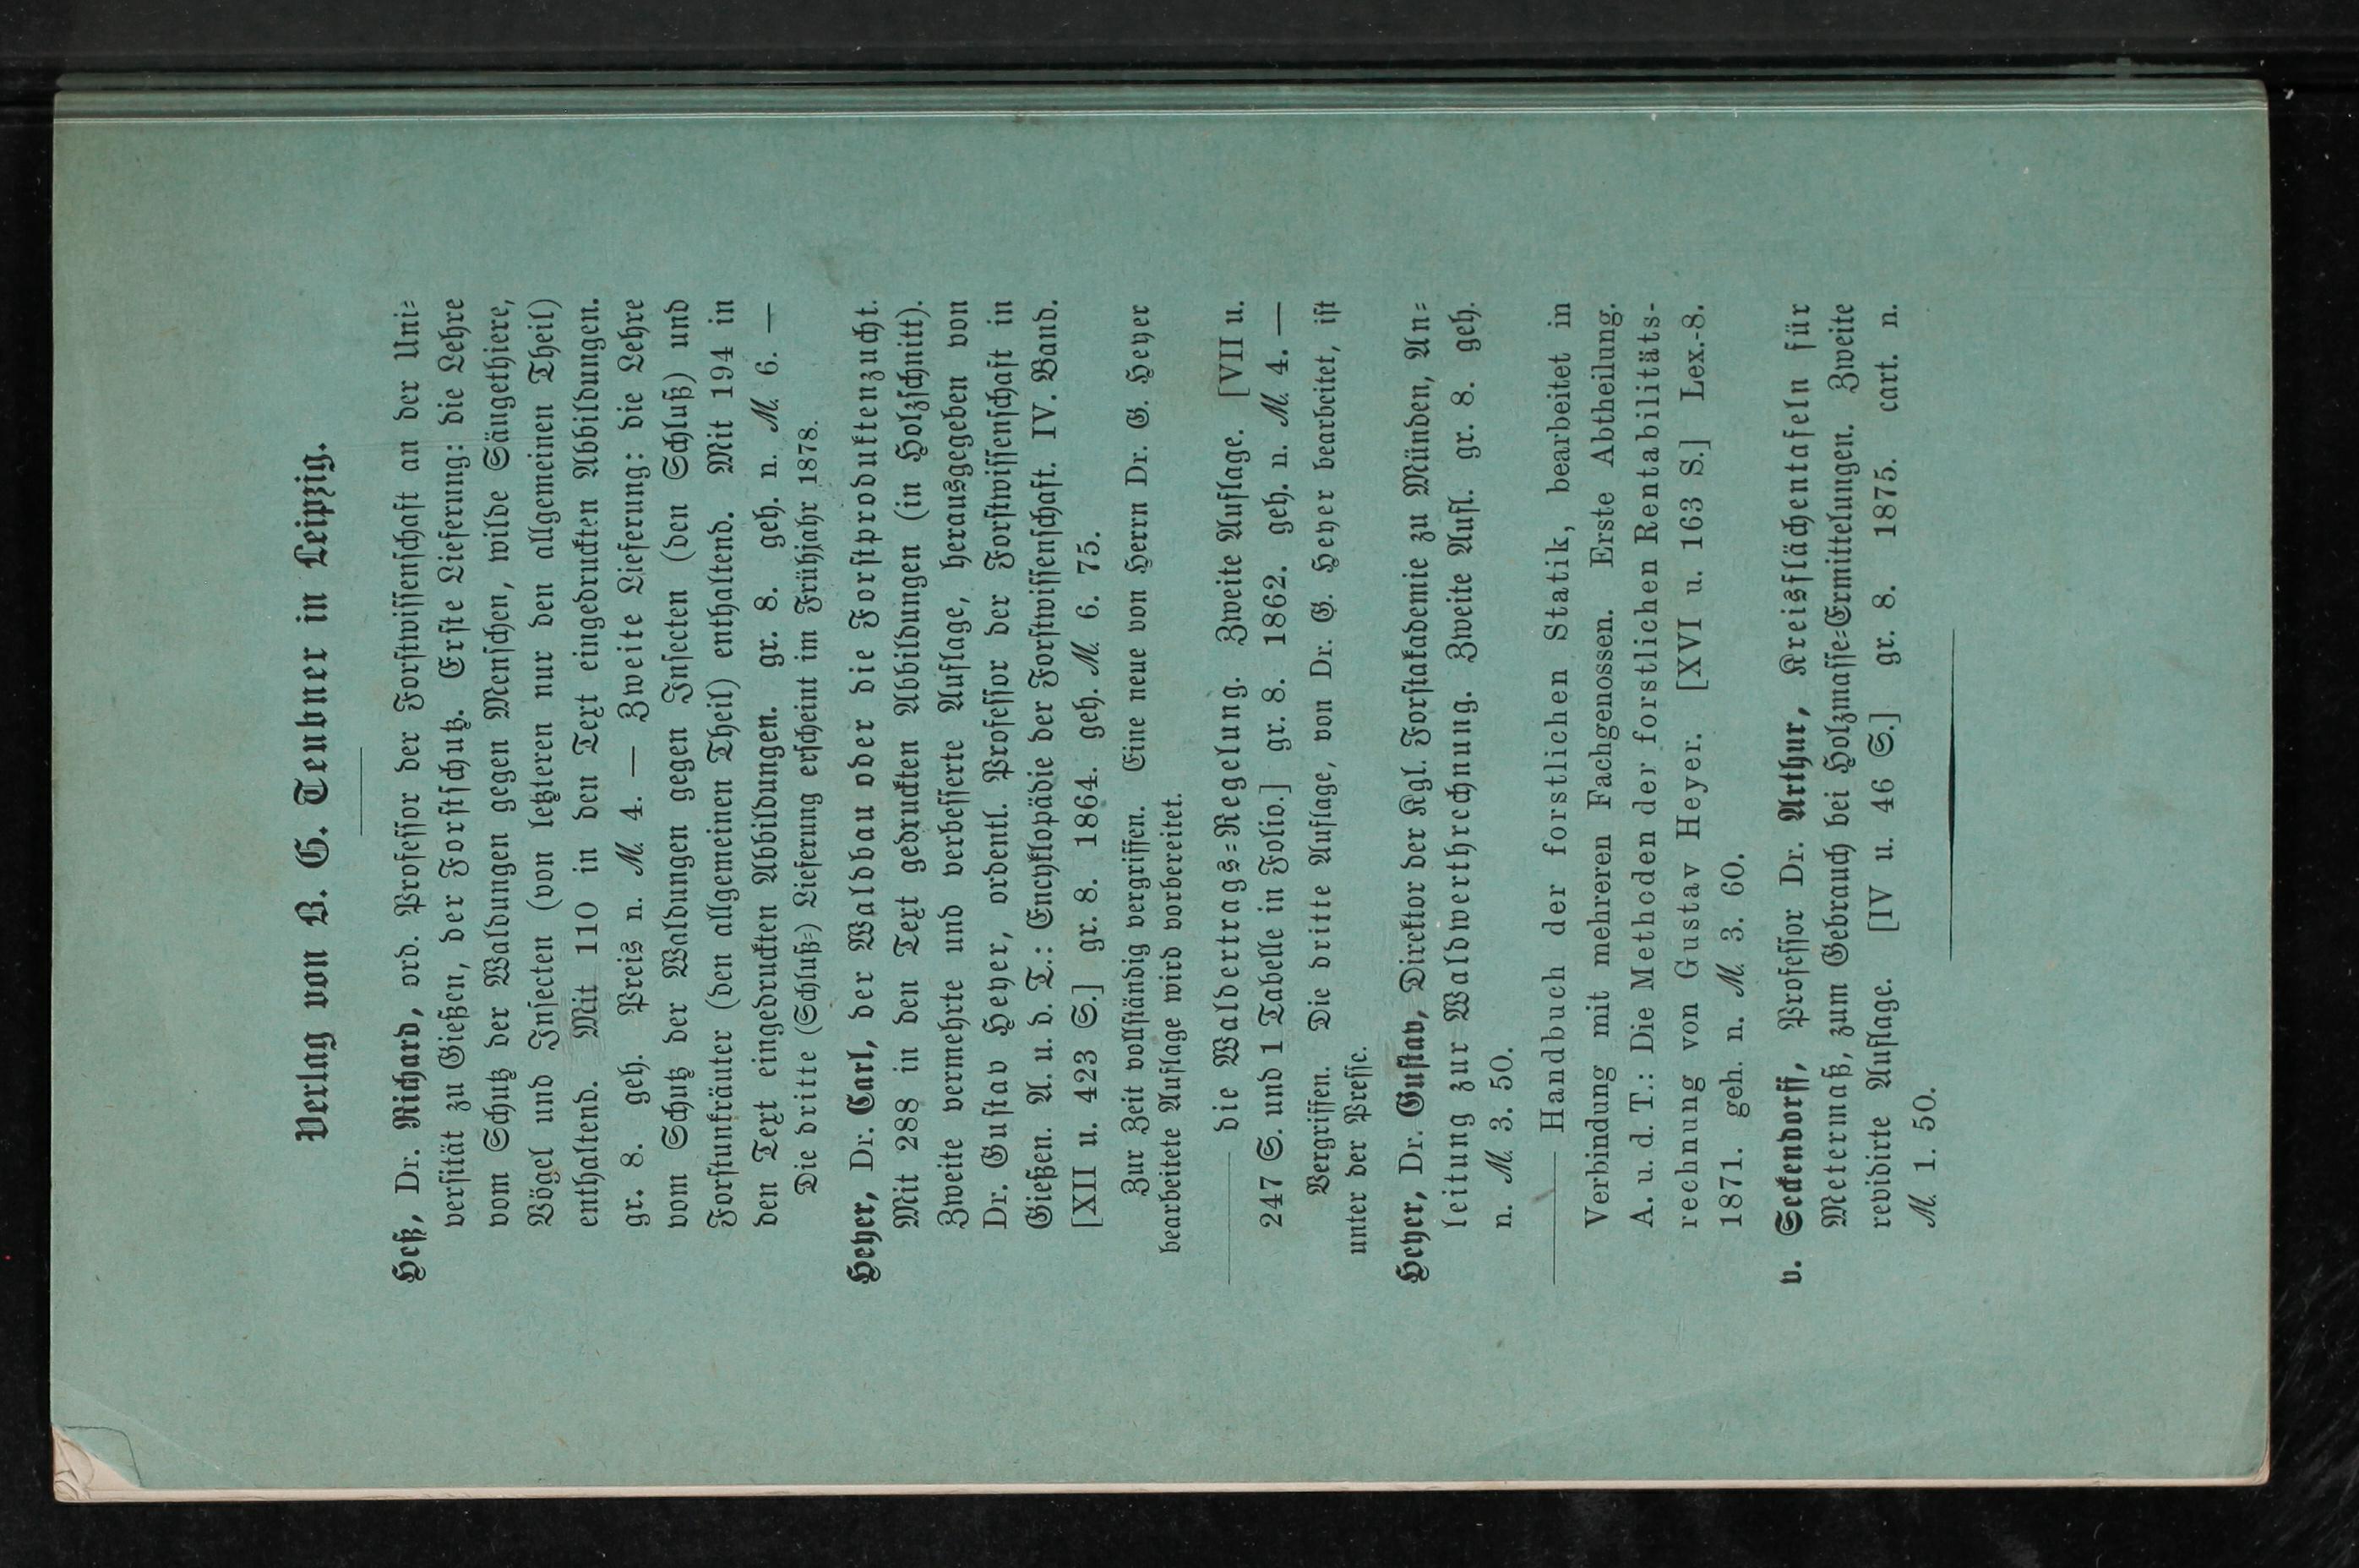 Verlag von B. G. Teubner in Leipzig.
Heß, Dr. Richard, ord. Professor der Forstwissenschaft an der Uni-
versität zu Gießen, der Forstschutz. Erste Lieferung: die Lehre
vom Schutz der Waldungen gegen Menschen, wilde Säugethiere,
Vögel und Insecten (von letzteren nur den allgemeinen Theil)
enthaltend. Mit 110 in den Text eingedruckten Abbildungen.
gr. 8. geh. Preis n. M. 4. — Zweite Lieferung: die Lehre
vom Schutz der Waldungen gegen Insecten (den Schluß) und
Forstunkräuter (den allgemeinen Theil) enthaltend. Mit 194 in
den Text eingedruckten Abbildungen. gr. 8. geh. n. M. 6. —
Die dritte (Schluß-) Lieferung erscheint im Frühjahr 1878.
Heyer, Dr. Carl, der Waldbau oder die Forstproduktenzucht.
Mit 288 in den Text gedruckten Abbildungen (in Holzschnitt).
Zweite vermehrte und verbesserte Auflage, herausgegeben von
Dr. Gustav Heyer, ordentl. Professor der Forstwissenschaft in
Gießen. A. u. d. T.: Encyklopädie der Forstwissenschaft. IV. Band.
[XII u. 423 S.] gr. 8. 1864. geh. M. 6. 75.
Zur Zeit vollständig vergriffen. Eine neue von Herrn Dr. G. Heyer
bearbeitete Auflage wird vorbereitet.
—— die Waldertrags-Regelung. Zweite Auflage. [VII u.
247 S. und 1 Tabelle in Folio.] gr. 8. 1862. geh. n. M. 4. —
Vergriffen. Die dritte Auflage, von Dr. G. Heyer bearbeitet, ist
unter der Presse.
Heyer, Dr. Gustav, Direktor der Kgl. Forstakademie zu Münden, An-
leitung zur Waldwerthrechnung. Zweite Aufl. gr. 8. geh.
n. M. 3. 50.
—— Handbuch der forstlichen Statik, bearbeitet in
Verbindung mit mehreren Fachgenossen. Erste Abtheilung.
A. u. d. T.: Die Methoden der forstlichen Rentabilitäts-
rechnung von Gustav Heyer. [XVI u. 163 S.] Lex.-8.
1871. geh. n. M. 3. 60.
v. Seckendorff, Professor Dr. Arthur, Kreisflächentafeln für
Metermaß, zum Gebrauch bei Holzmasse-Ermittelungen. Zweite
revidirte Auflage. [IV u. 46 S.] gr. 8. 1875. cart. n.
M. 1. 50.